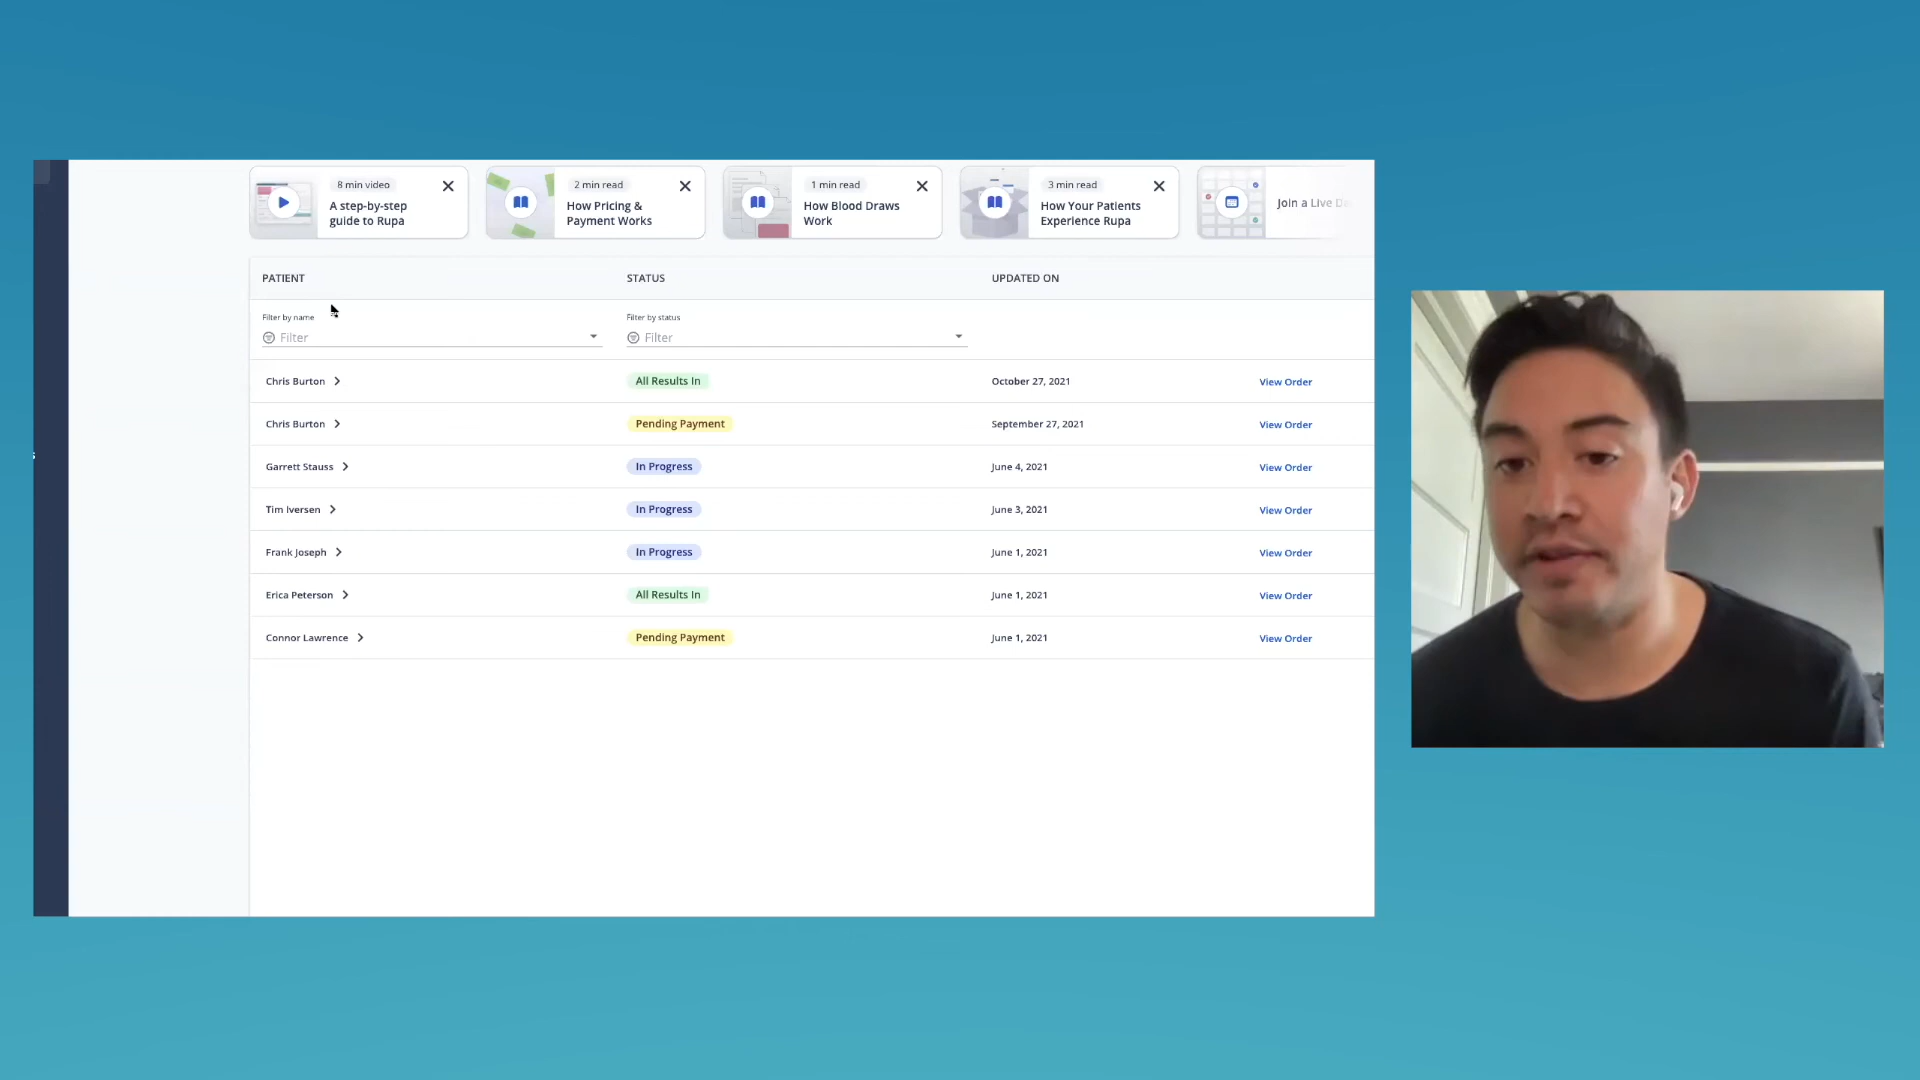 8 min video
A step-by-step
guide to Rupa
2 min read
How Pricing &
Payment Works
1 min read
How Blood Draws
Work
3 min read
How Your Patients
Experience Rupa
Join a Live
PATIENT STATUS UPDATED ON
Filter by name Filter by status
Filter Filter
Chris Burton All Results In October 27, 2021 View Order
Chris Burton Pending Payment September 27, 2021 View Order
Garrett Stauss In Progress June 4, 2021 View Order
Tim Iversen In Progress June 3, 2021 View Order
Frank Joseph In Progress June 1, 2021 View Order
Erica Peterson All Results In June 1, 2021 View Order
Connor Lawrence Pending Payment June 1, 2021 View Order